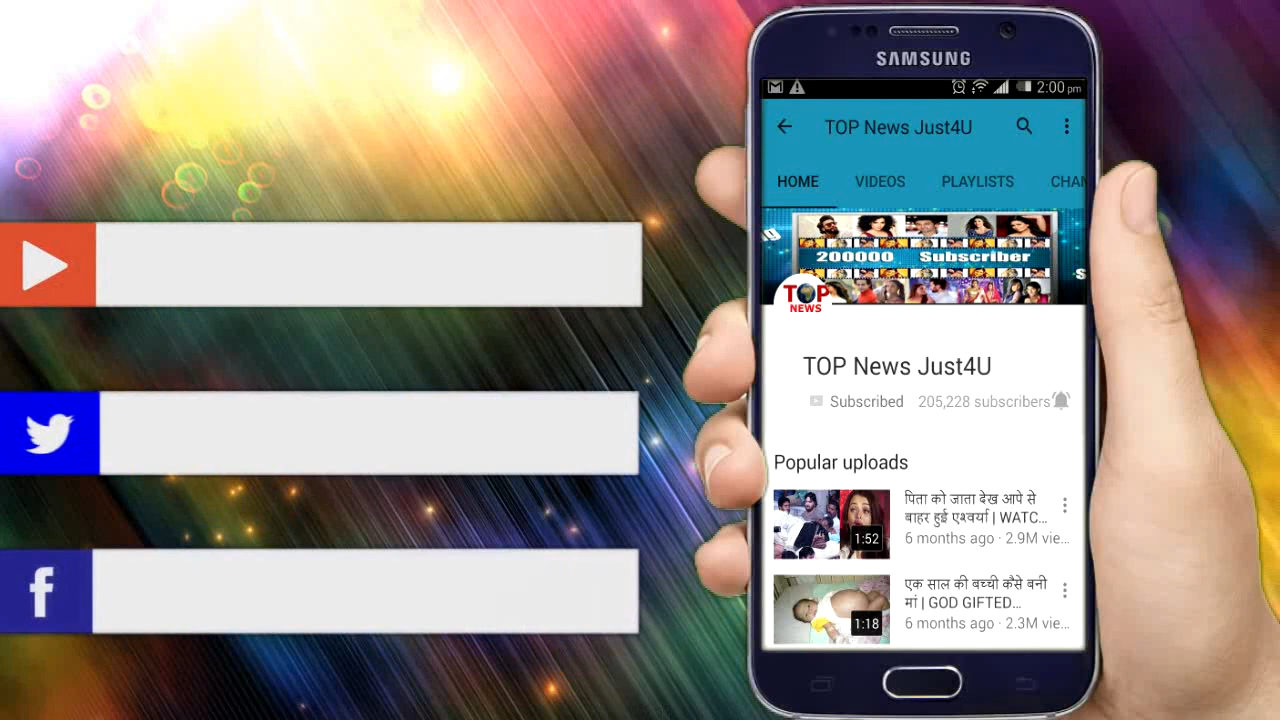 SAMSUNG
2:00 pm
TOP News Just4U
HOME VIDEOS PLAYLISTS CHAN
200000 Subscriber
TOP
NEWS
TOP News Just4U
Subscribed 205,228 subscribers
Popular uploads
पिता को जाता देख आपे से
बाहर हुई एश्वर्या | WATC...
1:52
6 months ago · 2.9M vie...
एक साल की बच्ची कैसे बनी
मां | GOD GIFTED...
1:18
6 months ago · 2.3M vie...